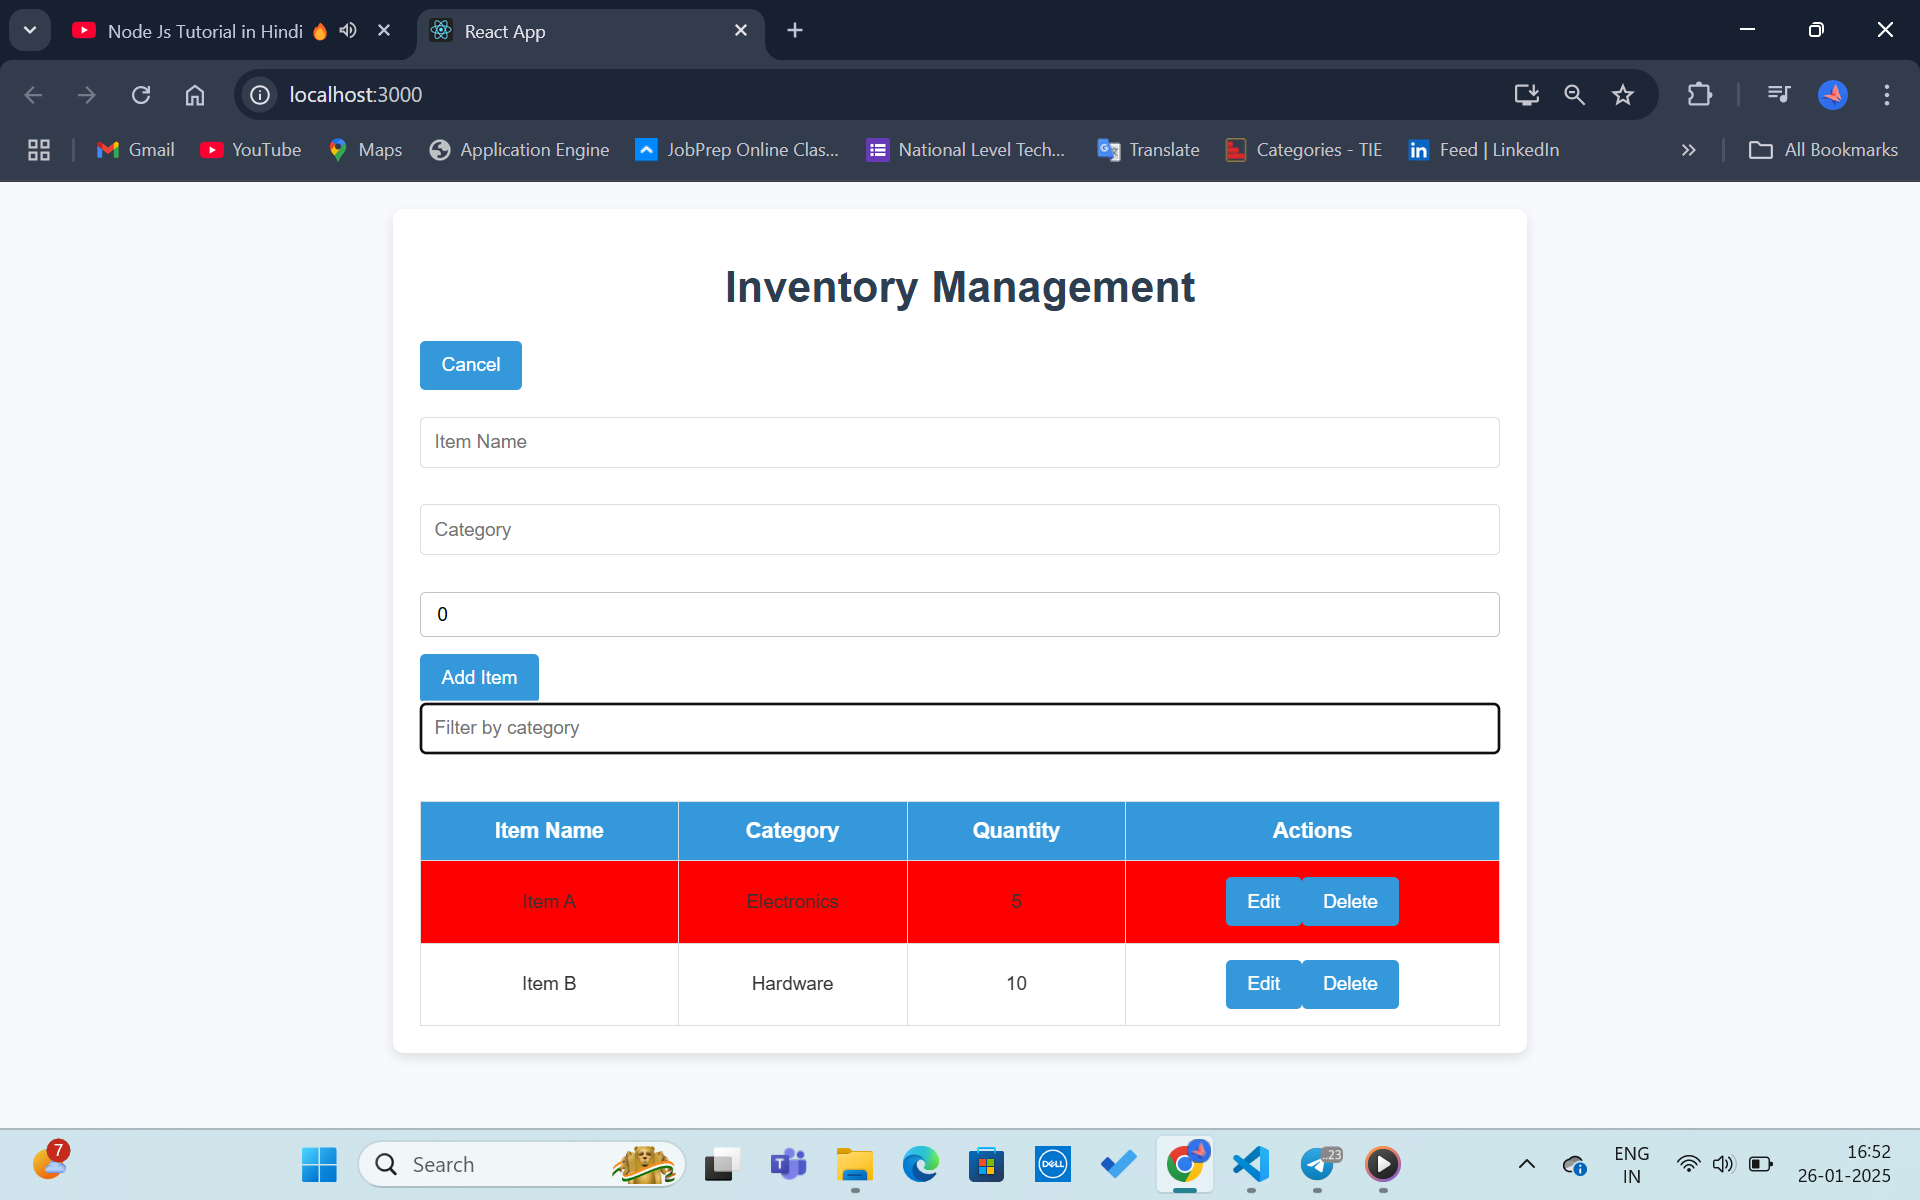 Node Js Tutorial in Hindi
React App
localhost:3000
Gmail
YouTube
Maps
Application Engine
JobPrep Online Clas...
National Level Tech...
Translate
Categories - TIE
Feed | LinkedIn
All Bookmarks
Inventory Management
Cancel
Item Name
Category
0
Add Item
Filter by category
Item Name Category Quantity Actions
Item A Electronics 5 Edit Delete
Item B Hardware 10 Edit Delete
7
Search
DELL
..23
ENG
IN
16:52
26-01-2025